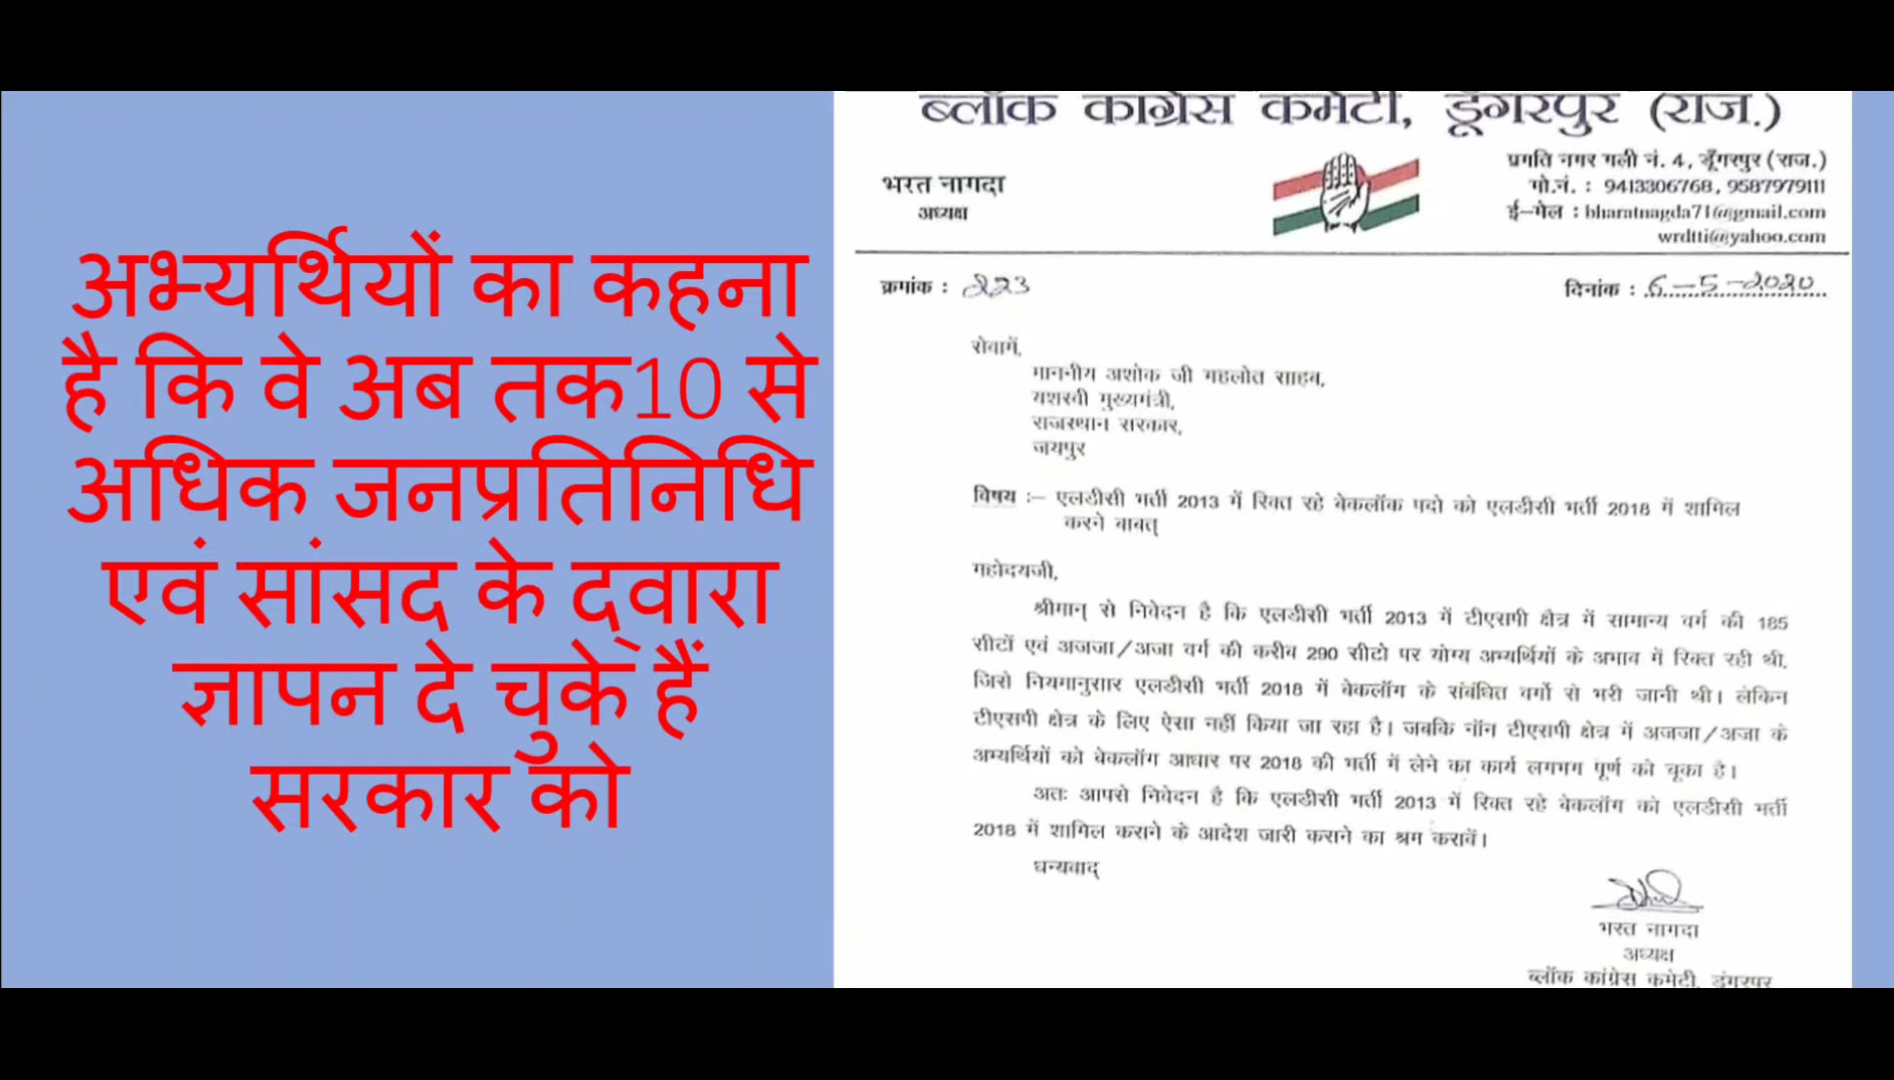 अभ्यर्थियों का कहना
है कि वे अब तक10 से
अधिक जनप्रतिनिधि
एवं सांसद के द्वारा
ज्ञापन दे चुके हैं
सरकार को
ब्लॉक कांग्रेस कमेटी, डूंगरपुर (राज.)
भरत नागदा
अध्यक्ष
प्रगति नगर गली नं. 4, डूँगरपुर (राज.)
मो.नं. : 9413306768, 9587979111
ई–मेल : bharatnagda71@gmail.com
wrdtti@yahoo.com
क्रमांक : 223
दिनांक : 6-5-2020
सेवामें,
माननीय अशोक जी गहलोत साहब,
यशस्वी मुख्यमंत्री,
राजस्थान सरकार,
जयपुर
विषय :– एलडीसी भर्ती 2013 में रिक्त रहे बेकलॉक पदो को एलडीसी भर्ती 2018 में शामिल
करने बाबत्
महोदयजी,
श्रीमान् से निवेदन है कि एलडीसी भर्ती 2013 में टीएसपी क्षैत्र में सामान्य वर्ग की 185
सीटों एवं अजजा/अजा वर्ग की करीब 290 सीटो पर योग्य अभ्यर्थियों के अभाव में रिक्त रही थी,
जिसे नियमानुसार एलडीसी भर्ती 2018 में बेकलॉग के संबंधित वर्गो से भरी जानी थी। लेकिन
टीएसपी क्षैत्र के लिए ऐसा नहीं किया जा रहा है। जबकि नॉन टीएसपी क्षैत्र में अजजा/अजा के
अभ्यर्थियों को बेकलॉग आधार पर 2018 की भर्ती में लेने का कार्य लगभग पूर्ण को चूका है।
अतः आपसे निवेदन है कि एलडीसी भर्ती 2013 में रिक्त रहे बेकलॉग को एलडीसी भर्ती
2018 में शामिल कराने के आदेश जारी कराने का श्रम करावें।
धन्यवाद्
भरत नागदा
अध्यक्ष
ब्लॉक कांग्रेस कमेटी, डूंगरपुर